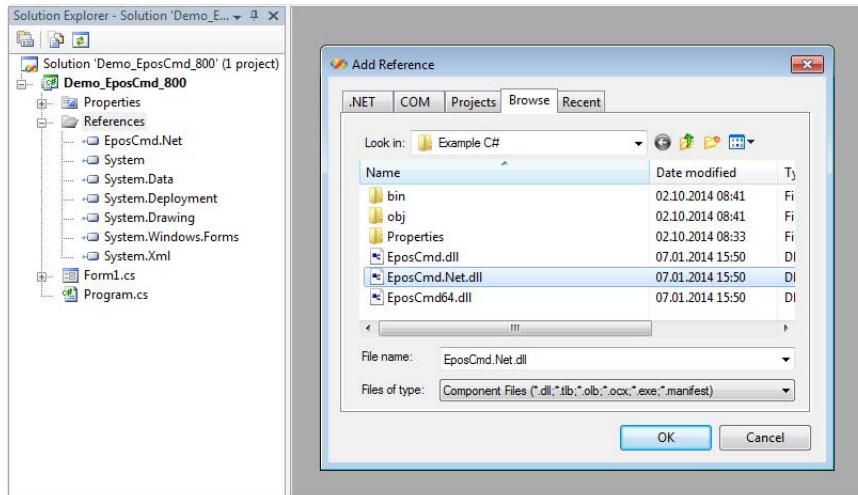 Solution Explorer - Solution 'Demo_E...
Solution 'Demo_EposCmd_800' (1 project)
Demo_EposCmd_800
Properties
References
EposCmd.Net
System
System.Data
System.Deployment
System.Drawing
System.Windows.Forms
System.Xml
Form1.cs
Program.cs
Add Reference
.NET COM Projects Browse Recent
Look in: Example C#
Name Date modified Ty
bin 02.10.2014 08:41 Fi
obj 02.10.2014 08:41 Fi
Properties 02.10.2014 08:33 Fi
EposCmd.dll 07.01.2014 15:50 Dl
EposCmd.Net.dll 07.01.2014 15:50 Dl
EposCmd64.dll 07.01.2014 15:50 Dl
File name: EposCmd.Net.dll
Files of type: Component Files (*.dll;*.tlb;*.olb;*.ocx;*.exe;*.manifest)
OK Cancel